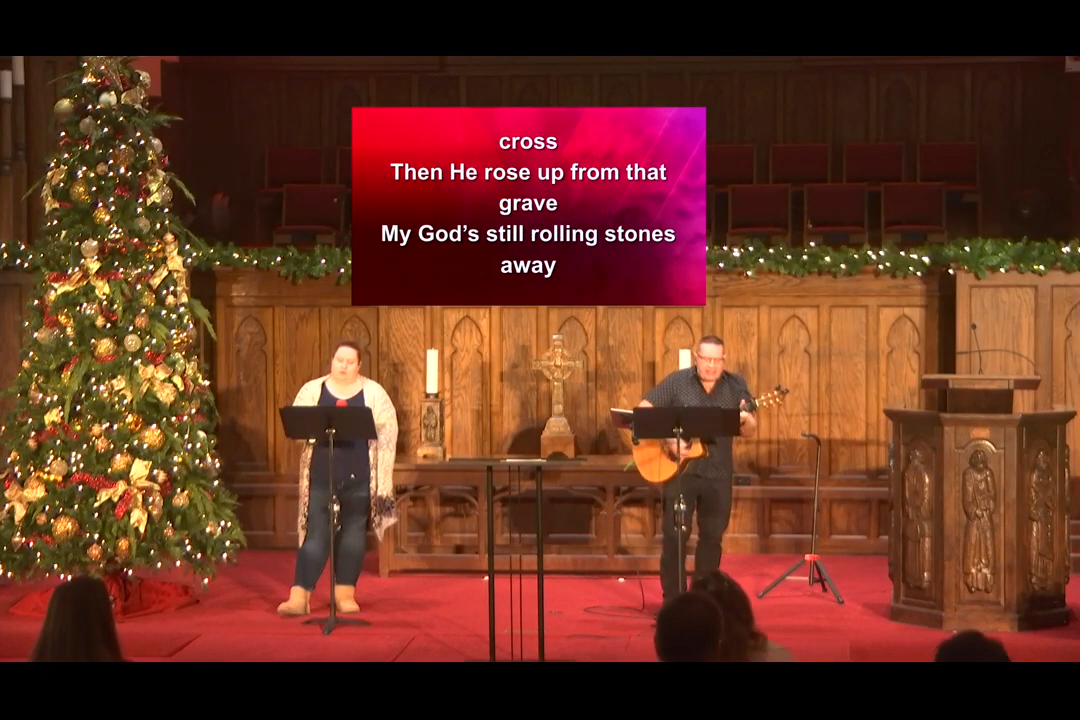 cross
Then He rose up from that
grave
My God’s still rolling stones
away